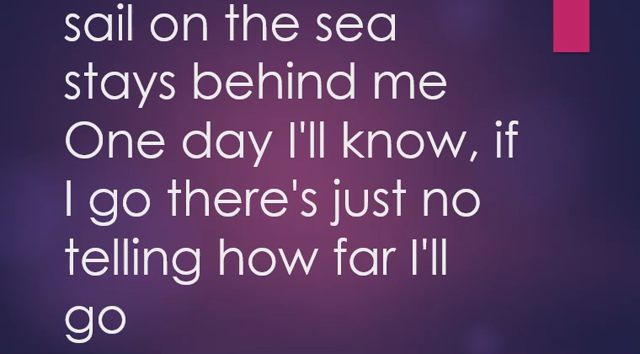 sail on the sea
stays behind me
One day I'll know, if
I go there's just no
telling how far I'll
go